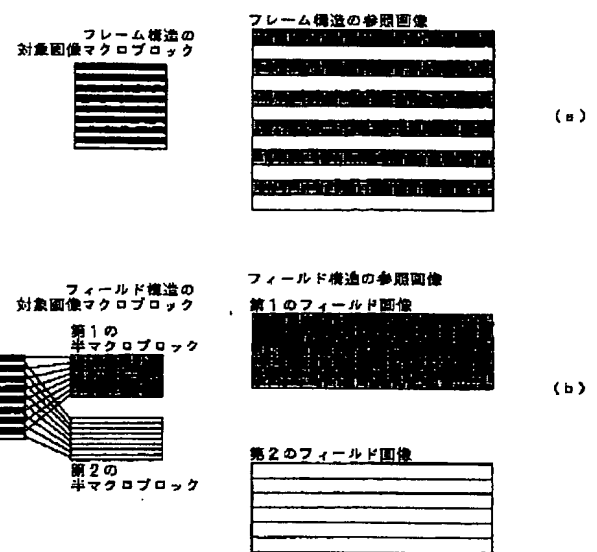 フレーム構造の
対象画像マクロブロック
フレーム構造の参照画像
(a)
フィールド構造の
対象画像マクロブロック
第1の
半マクロブロック
第2の
半マクロブロック
フィールド構造の参照画像
第1のフィールド画像
第2のフィールド画像
(b)